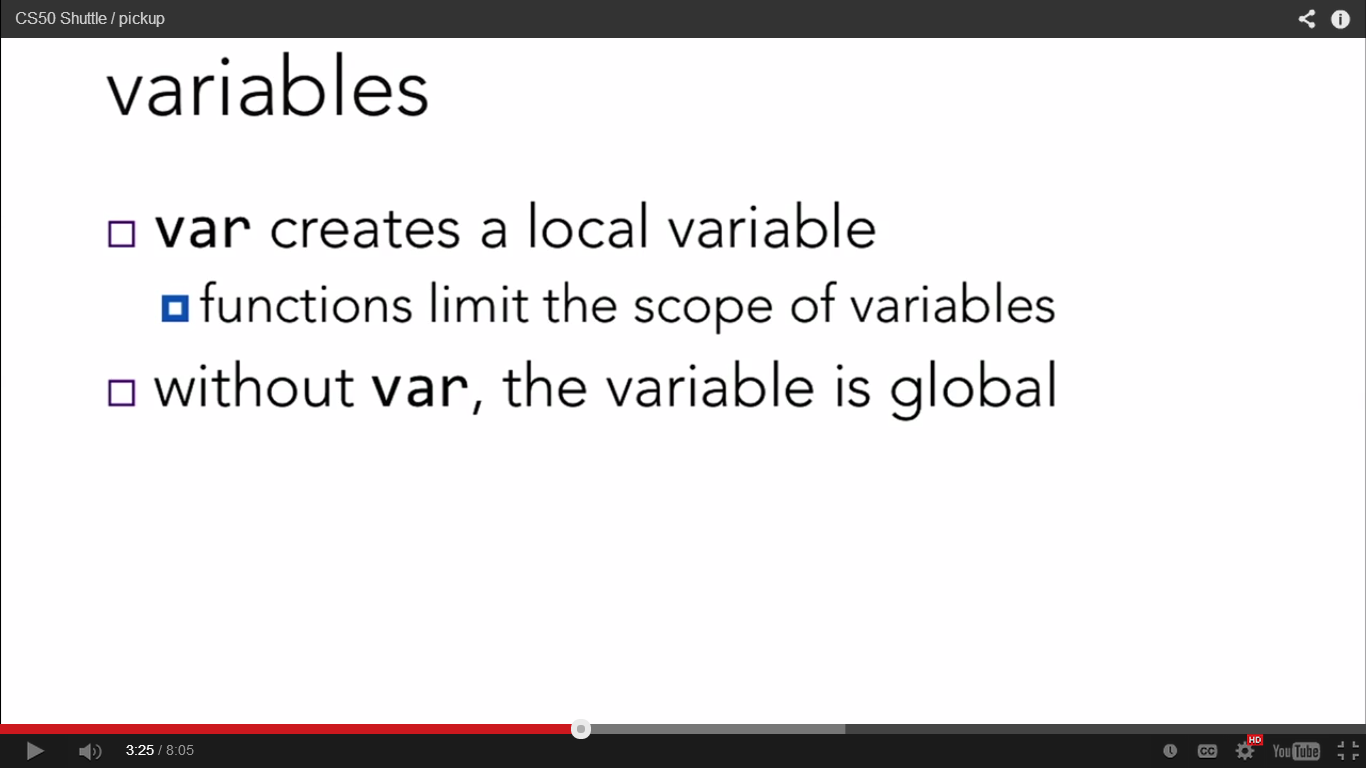 CS50 Shuttle / pickup
variables
var creates a local variable
functions limit the scope of variables
without var, the variable is global
HD
3:25 / 8:05
CC
YouTube